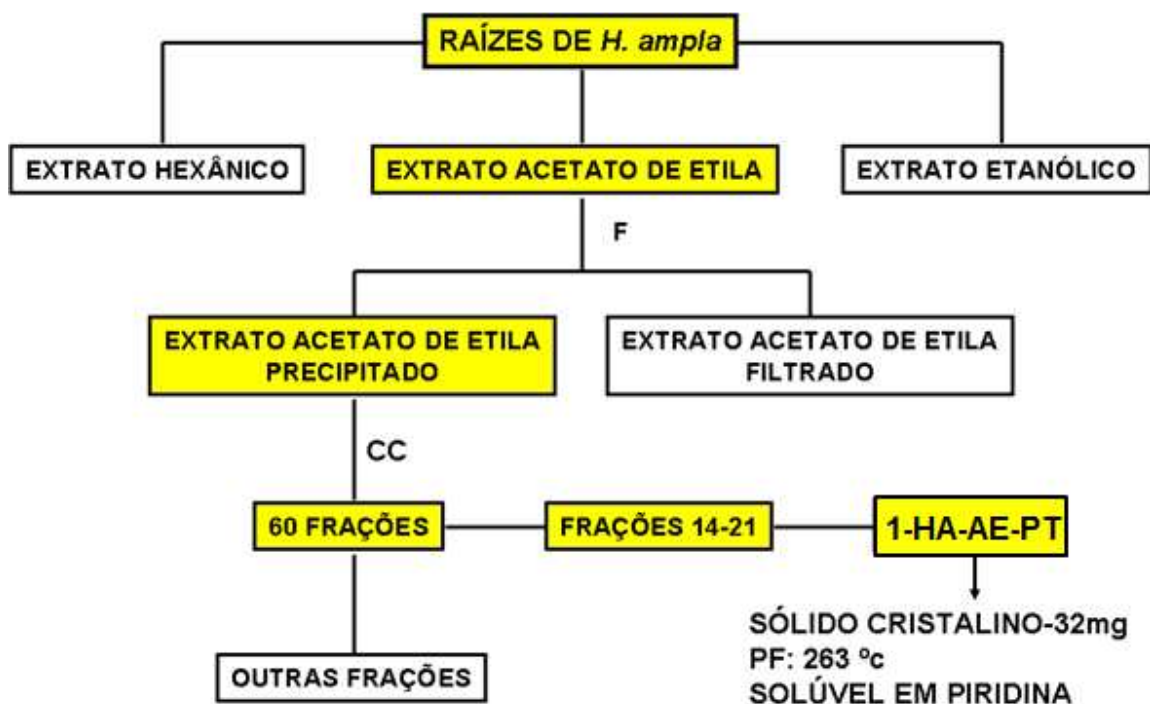 RAÍZES DE H. ampla
EXTRATO HEXÂNICO
EXTRATO ACETATO DE ETILA
EXTRATO ETANÓLICO
F
EXTRATO ACETATO DE ETILA
PRECIPITADO
EXTRATO ACETATO DE ETILA
FILTRADO
CC
60 FRAÇÕES
FRAÇÕES 14-21
1-HA-AE-PT
SÓLIDO CRISTALINO-32mg
PF: 263 ºc
SOLÚVEL EM PIRIDINA
OUTRAS FRAÇÕES